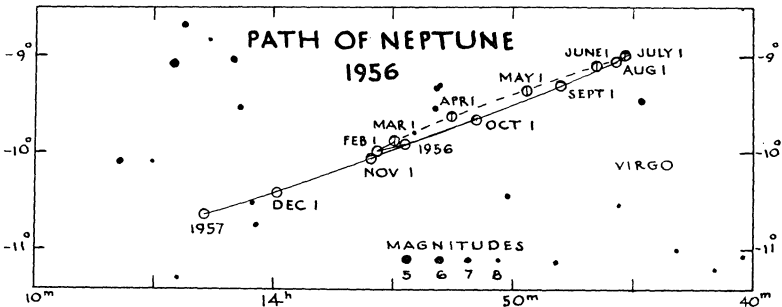 PATH OF NEPTUNE
1956
-9°
-9°
JUNE 1
JULY 1
AUG 1
MAY 1
SEPT 1
APR 1
MAR 1
OCT 1
FEB 1
1956
-10°
-10°
NOV 1
VIRGO
DEC 1
1957
-11°
-11°
MAGNITUDES
5 6 7 8
10m 14h 50m 40m